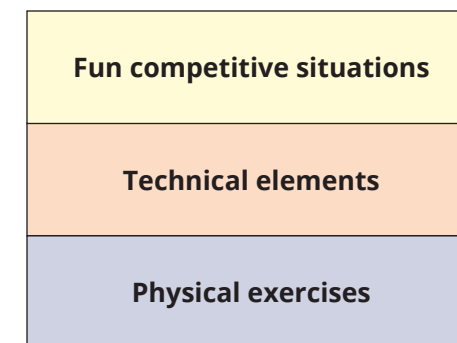 Fun competitive situations
Technical elements
Physical exercises